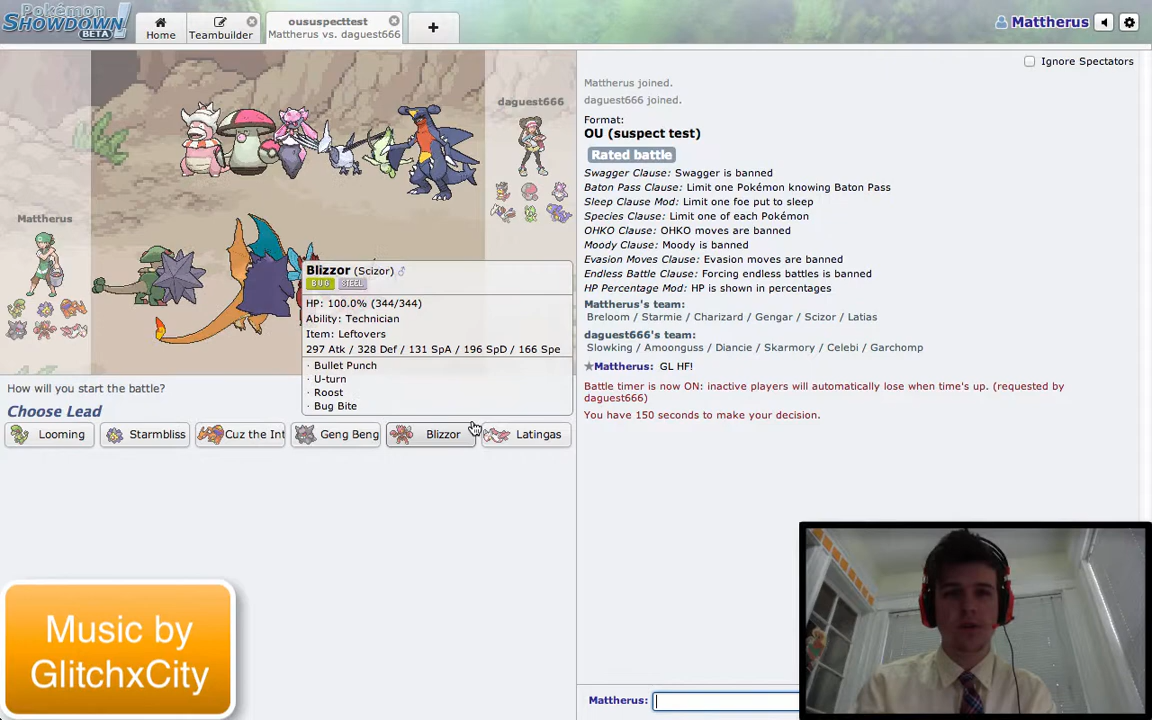 Pokémon
SHOWDOWN!
BETA
Home
Teambuilder
oususpecttest
Mattherus vs. daguest666
+
Mattherus
Ignore Spectators
Mattherus
daguest666
Blizzor (Scizor) ♂
BUG STEEL
HP: 100.0% (344/344)
Ability: Technician
Item: Leftovers
297 Atk / 328 Def / 131 SpA / 196 SpD / 166 Spe
· Bullet Punch
· U-turn
· Roost
· Bug Bite
How will you start the battle?
Choose Lead
Looming
Starmbliss
Cuz the Int
Geng Beng
Blizzor
Latingas
Mattherus joined.
daguest666 joined.
Format:
OU (suspect test)
Rated battle
Swagger Clause: Swagger is banned
Baton Pass Clause: Limit one Pokémon knowing Baton Pass
Sleep Clause Mod: Limit one foe put to sleep
Species Clause: Limit one of each Pokémon
OHKO Clause: OHKO moves are banned
Moody Clause: Moody is banned
Evasion Moves Clause: Evasion moves are banned
Endless Battle Clause: Forcing endless battles is banned
HP Percentage Mod: HP is shown in percentages
Mattherus's team:
Breloom / Starmie / Charizard / Gengar / Scizor / Latias
daguest666's team:
Slowking / Amoonguss / Diancie / Skarmory / Celebi / Garchomp
★Mattherus: GL HF!
Battle timer is now ON: inactive players will automatically lose when time's up. (requested by
daguest666)
You have 150 seconds to make your decision.
Mattherus:
Music by
GlitchxCity